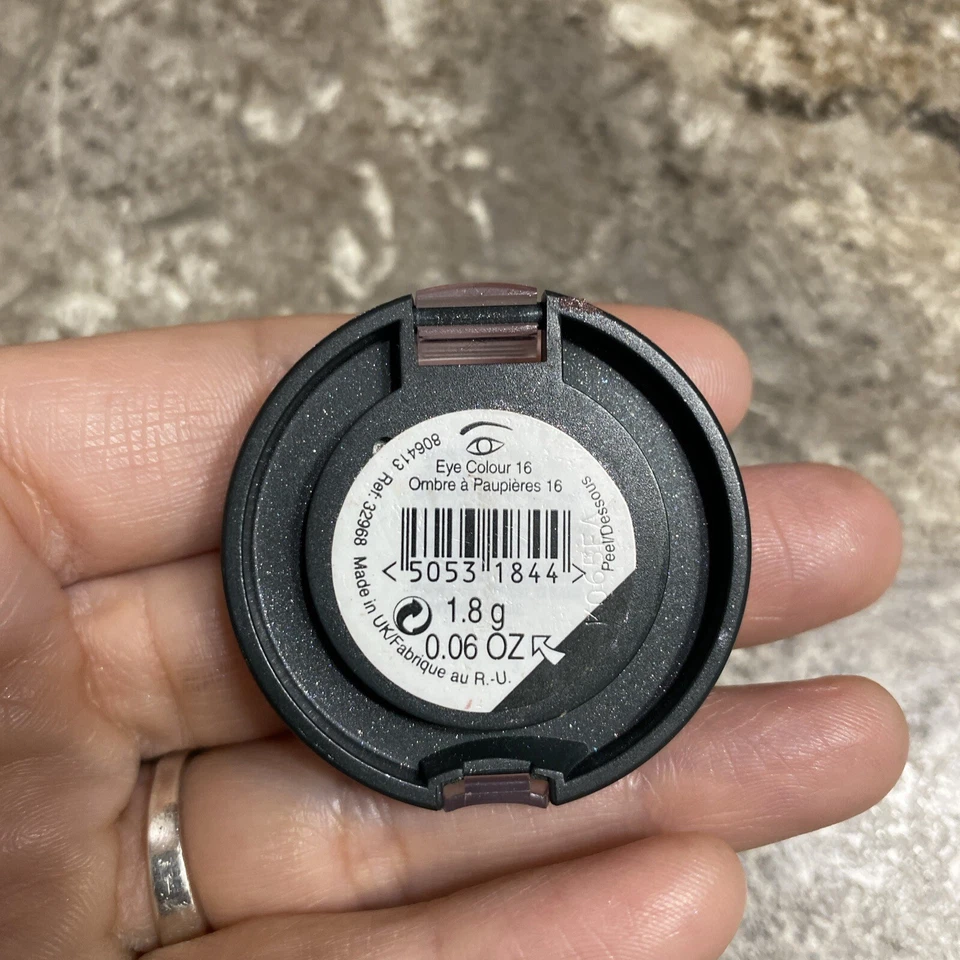 Eye Colour 16
Ombre à Paupières 16
<5053 1844>
1.8 g
0.06 OZ
806413 Ref: 32968 Made in UK/Fabrique au R.-U.
Peel/Dessous